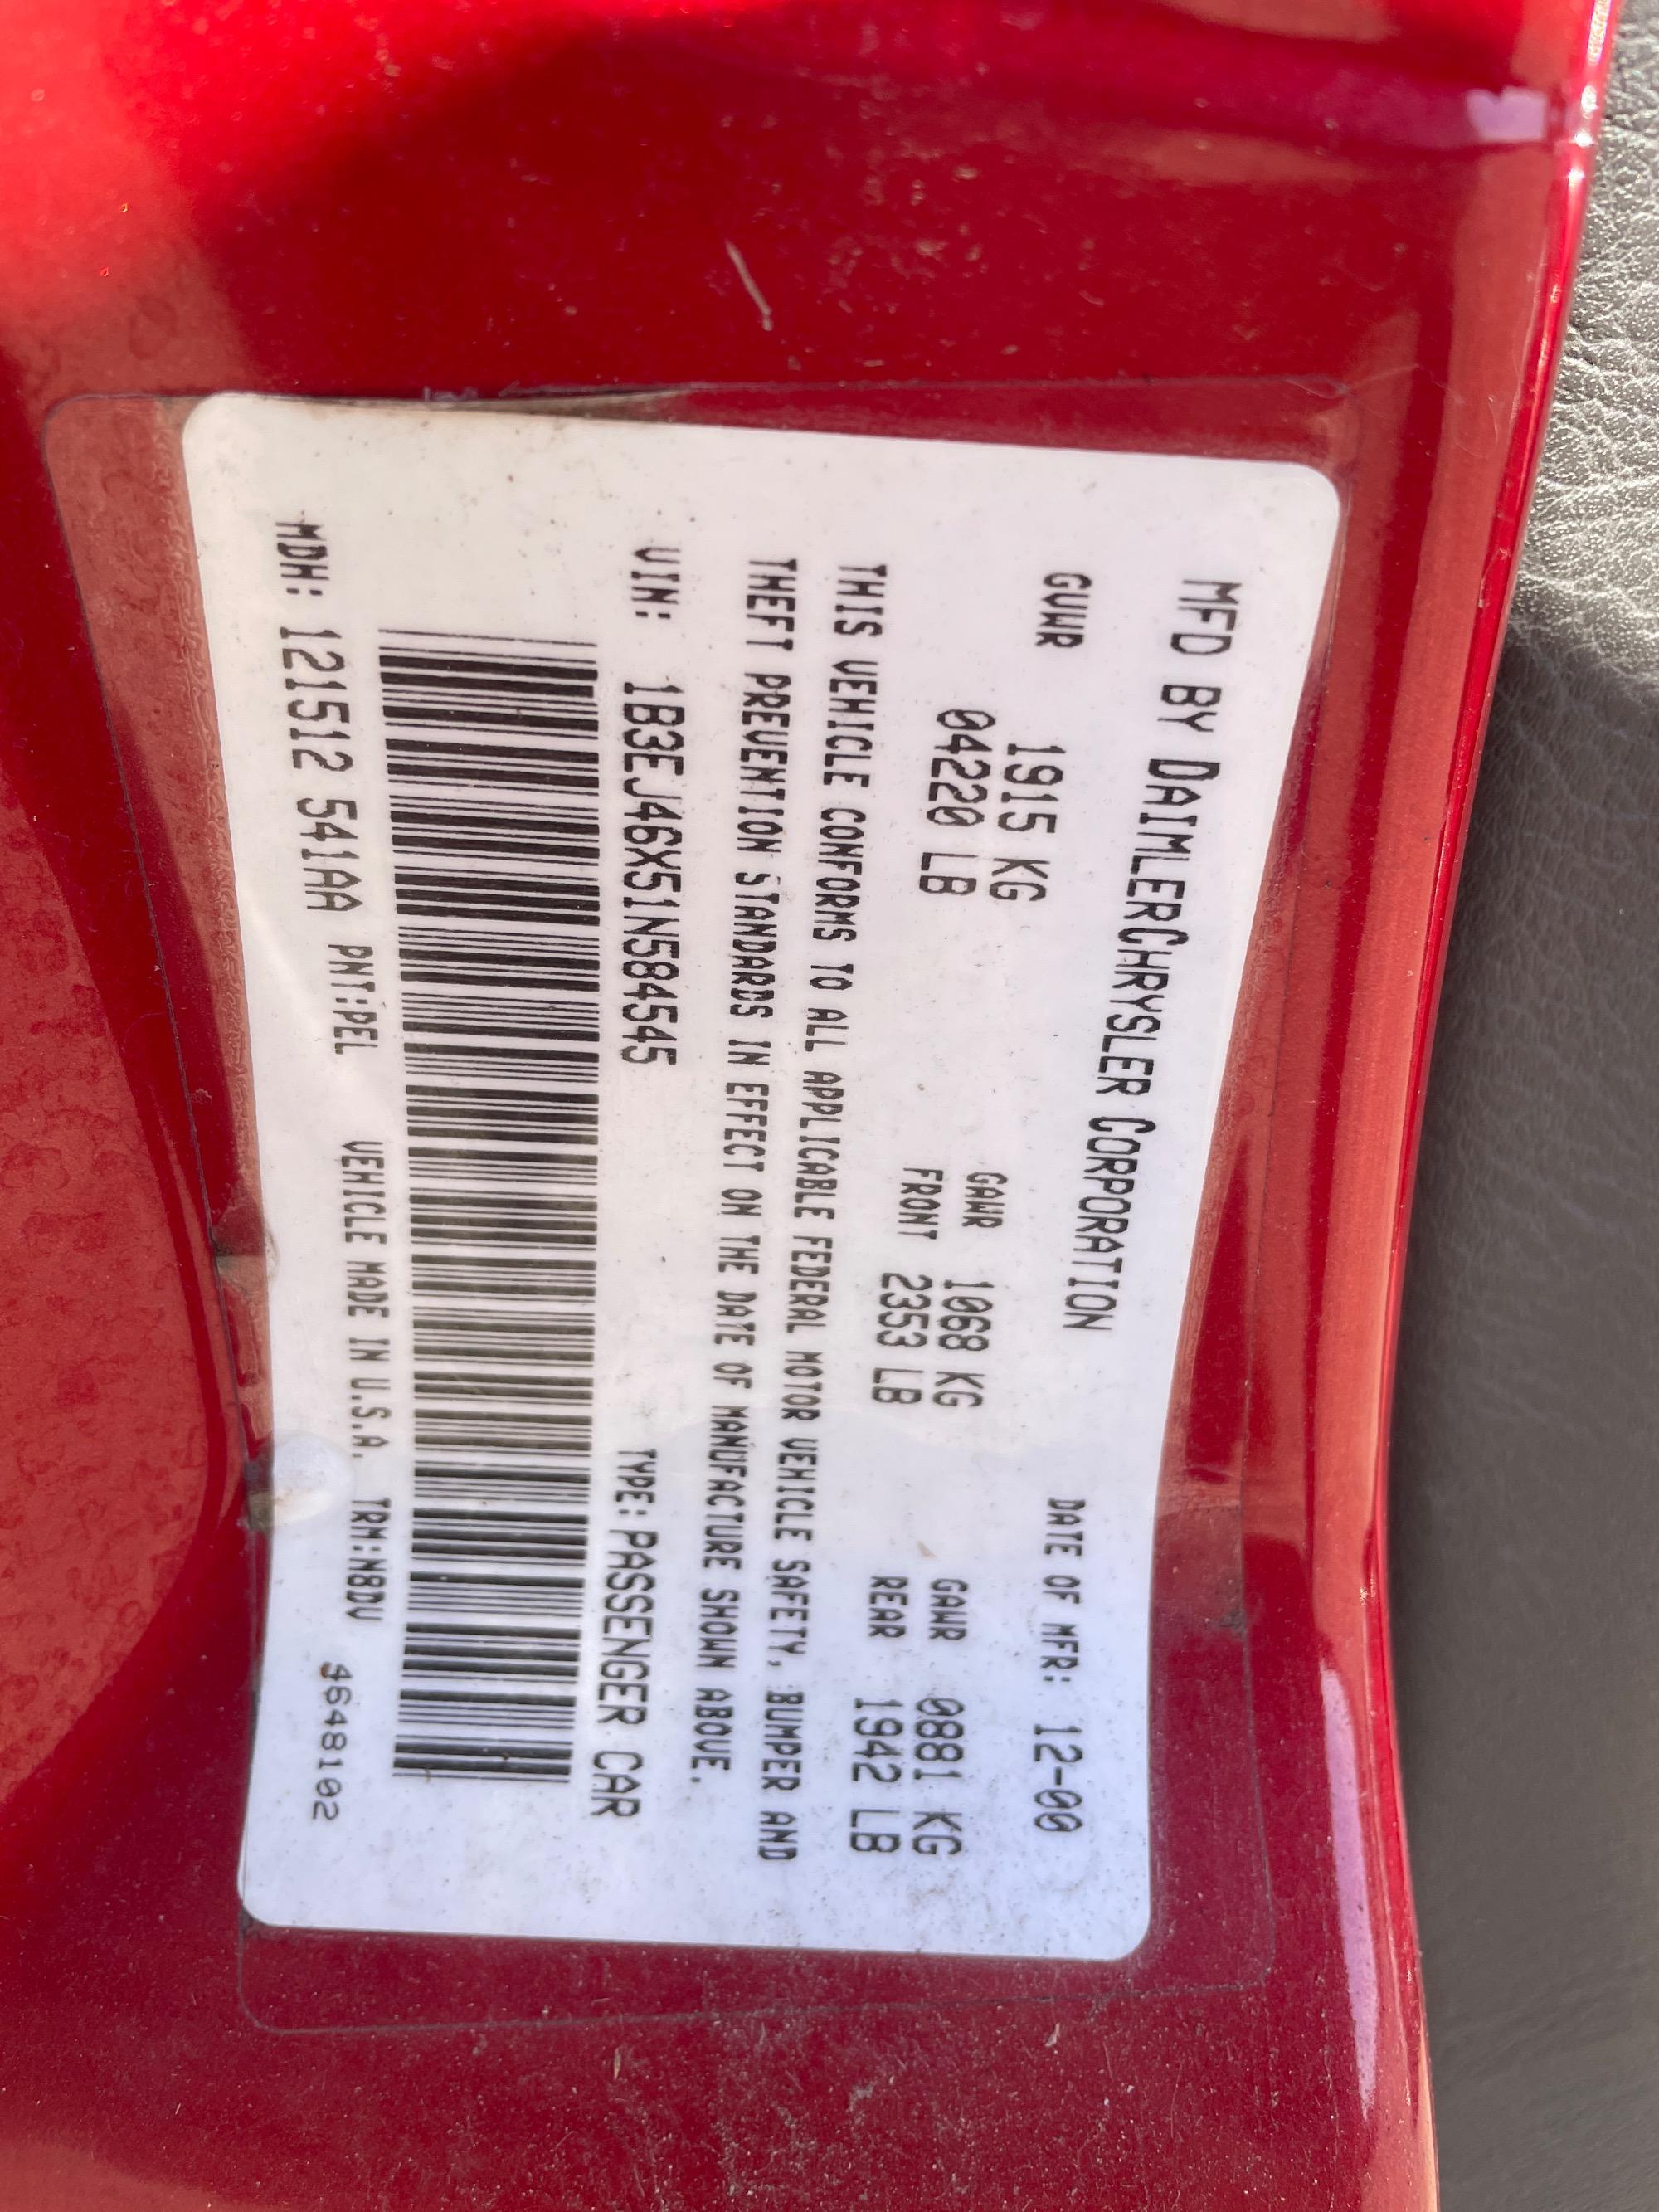 MFD BY DAIMLERCHRYSLER CORPORATION DATE OF MFR: 12-00
GVWR 1915 KG GAWR 1068 KG GAWR 0881 KG
04220 LB FRONT 2353 LB REAR 1942 LB
THIS VEHICLE CONFORMS TO ALL APPLICABLE FEDERAL MOTOR VEHICLE SAFETY, BUMPER AND
THEFT PREVENTION STANDARDS IN EFFECT ON THE DATE OF MANUFACTURE SHOWN ABOVE.
VIN: 1B3EJ46X51N584545 TYPE: PASSENGER CAR
MDH: 121512 541AA PNT:PEL VEHICLE MADE IN U.S.A. TRM:N8DV 4648102